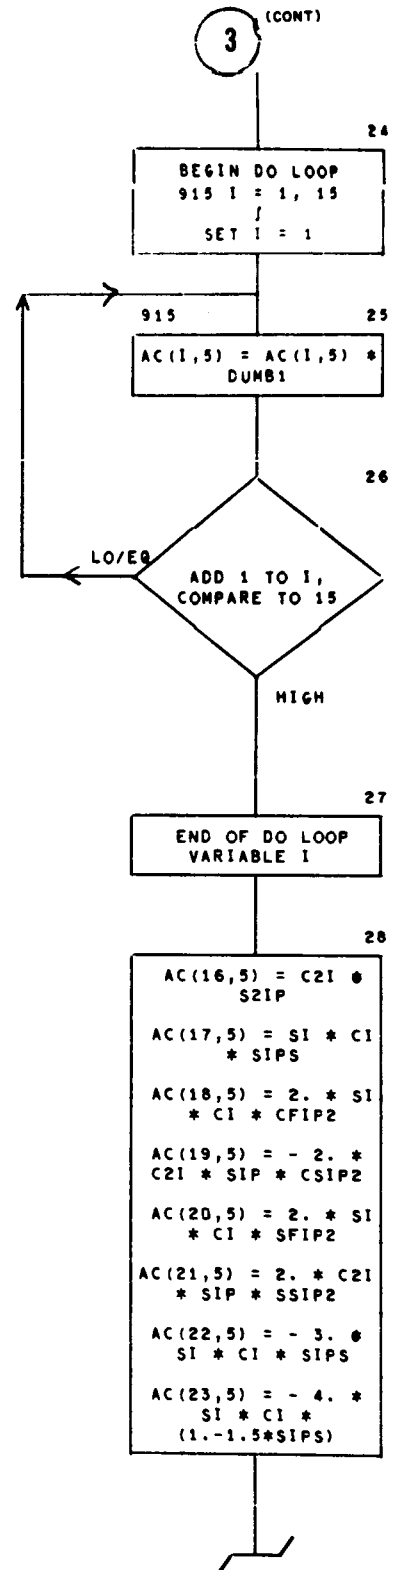 (CONT)
3
24
BEGIN DO LOOP
915 I = 1, 15
SET I = 1
915 25
AC(I,5) = AC(I,5) *
DUMB1
26
LO/EQ
ADD 1 TO I,
COMPARE TO 15
HIGH
27
END OF DO LOOP
VARIABLE I
28
AC(16,5) = C2I *
S2IP
AC(17,5) = SI * CI
* SIPS
AC(18,5) = 2. * SI
* CI * CFIP2
AC(19,5) = - 2. *
C2I * SIP * CSIP2
AC(20,5) = 2. * SI
* CI * SFIP2
AC(21,5) = 2. * C2I
* SIP * SSIP2
AC(22,5) = - 3. *
SI * CI * SIPS
AC(23,5) = - 4. *
SI * CI *
(1.-1.5*SIPS)